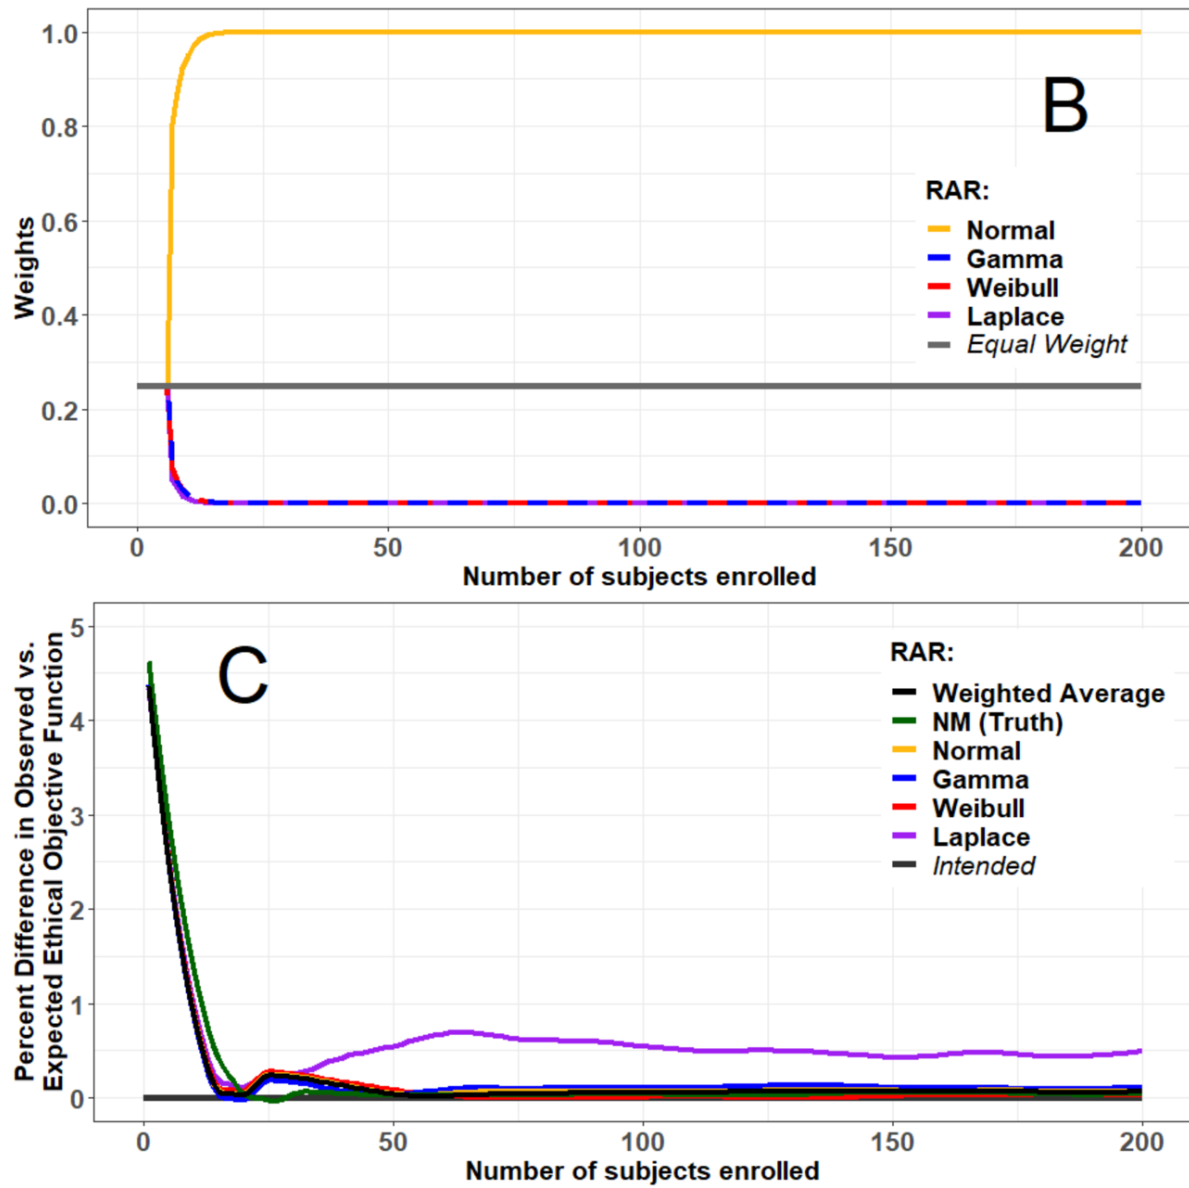 1.0
0.8
0.6
0.4
0.2
0.0
Weights
B
RAR:
Normal
Gamma
Weibull
Laplace
Equal Weight
0 50 100 150 200
Number of subjects enrolled
5
4
3
2
1
0
Percent Difference in Observed vs.
Expected Ethical Objective Function
C
RAR:
Weighted Average
NM (Truth)
Normal
Gamma
Weibull
Laplace
Intended
0 50 100 150 200
Number of subjects enrolled